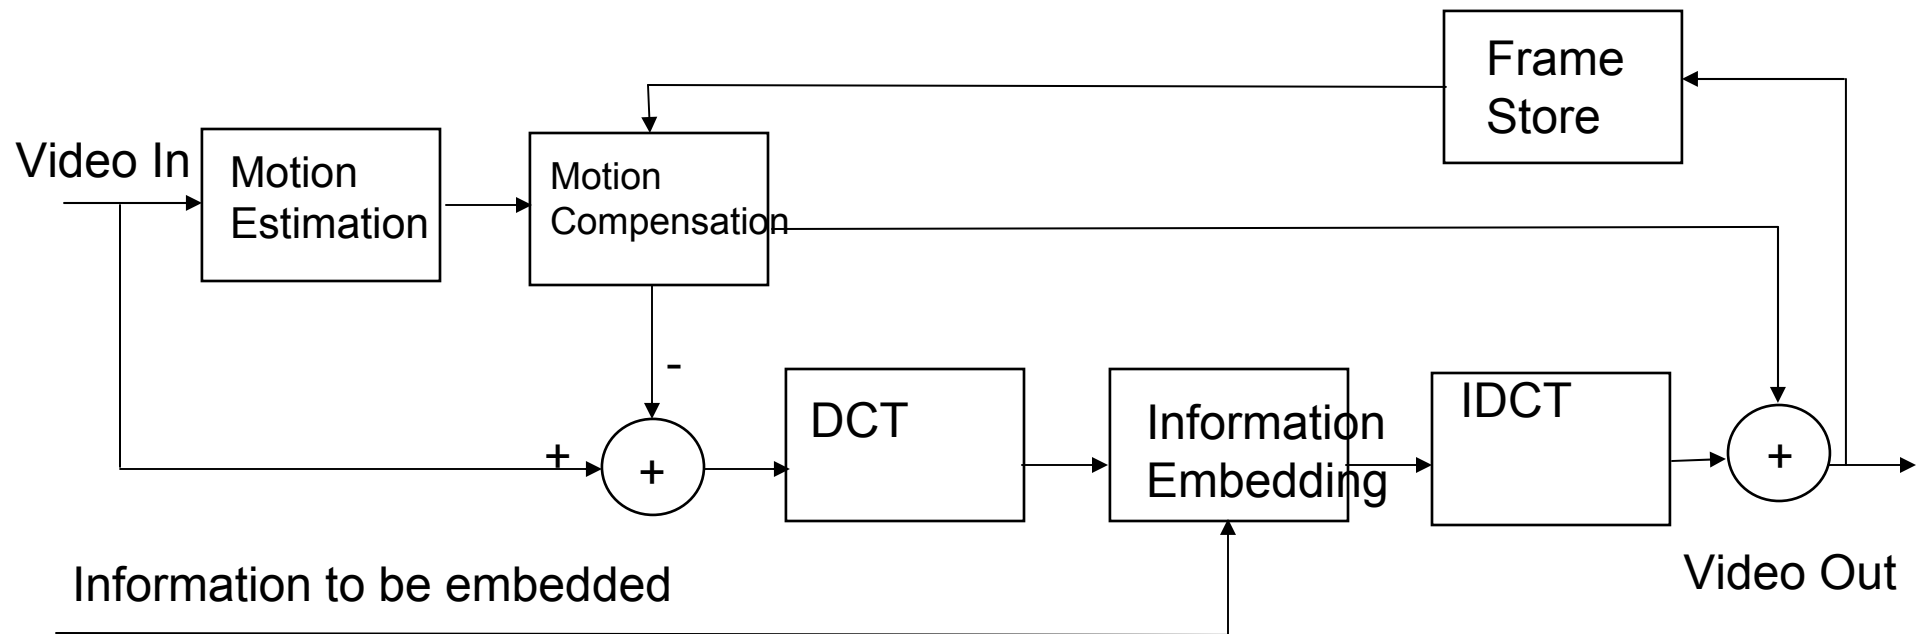 Frame
Store
Video In
Motion
Estimation
Motion
Compensation
-
+
+
DCT
Information
Embedding
IDCT
+
Information to be embedded
Video Out